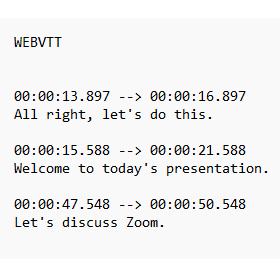 WEBVTT
00:00:13.897 --> 00:00:16.897
All right, let's do this.
00:00:15.588 --> 00:00:21.588
Welcome to today's presentation.
00:00:47.548 --> 00:00:50.548
Let's discuss Zoom.